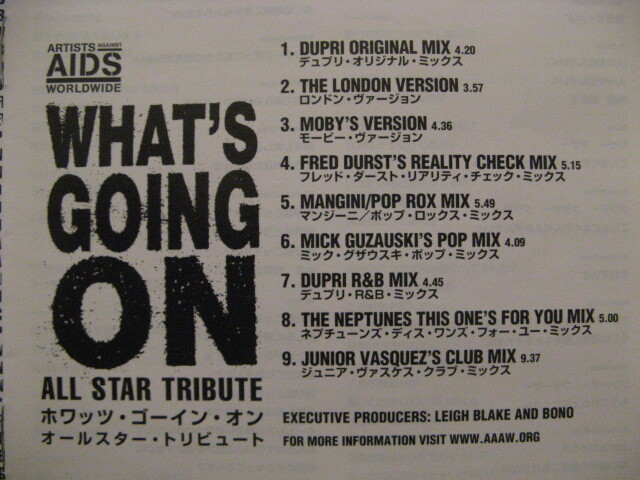 ARTISTS AGAINST
AIDS
WORLDWIDE
WHAT'S
GOING
ON
ALL STAR TRIBUTE
ホワッツ・ゴーイン・オン
オールスター・トリビュート
1. DUPRI ORIGINAL MIX 4.20
デュプリ・オリジナル・ミックス
2. THE LONDON VERSION 3.57
ロンドン・ヴァージョン
3. MOBY'S VERSION 4.36
モービー・ヴァージョン
4. FRED DURST'S REALITY CHECK MIX 5.15
フレッド・ダースト・リアリティ・チェック・ミックス
5. MANGINI/POP ROX MIX 5.49
マンジーニ/ポップ・ロックス・ミックス
6. MICK GUZAUSKI'S POP MIX 4.09
ミック・グザウスキ・ポップ・ミックス
7. DUPRI R&B MIX 4.45
デュプリ・R&B・ミックス
8. THE NEPTUNES THIS ONE'S FOR YOU MIX 5.00
ネプチューンズ・ディス・ワンズ・フォー・ユー・ミックス
9. JUNIOR VASQUEZ'S CLUB MIX 9.37
ジュニア・ヴァスケス・クラブ・ミックス
EXECUTIVE PRODUCERS: LEIGH BLAKE AND BONO
FOR MORE INFORMATION VISIT WWW.AAAW.ORG